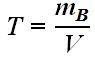 T = m_B / V